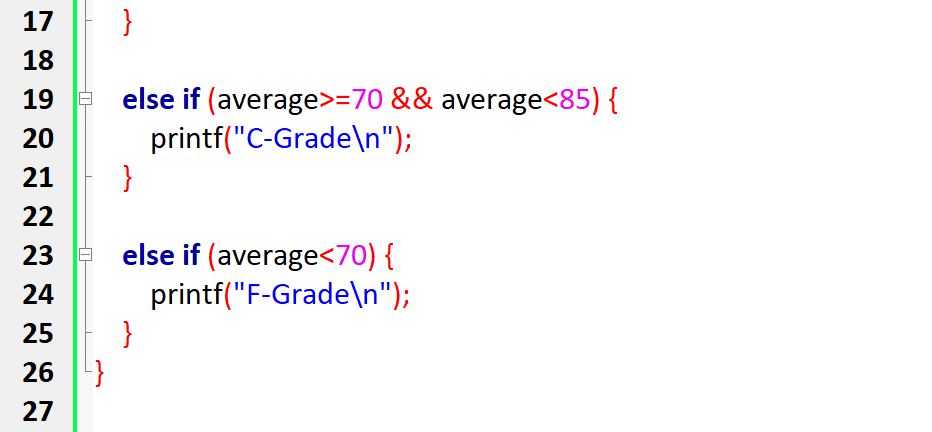 17 }
18
19 else if (average>=70 && average<85) {
20 printf("C-Grade\n");
21 }
22
23 else if (average<70) {
24 printf("F-Grade\n");
25 }
26 }
27